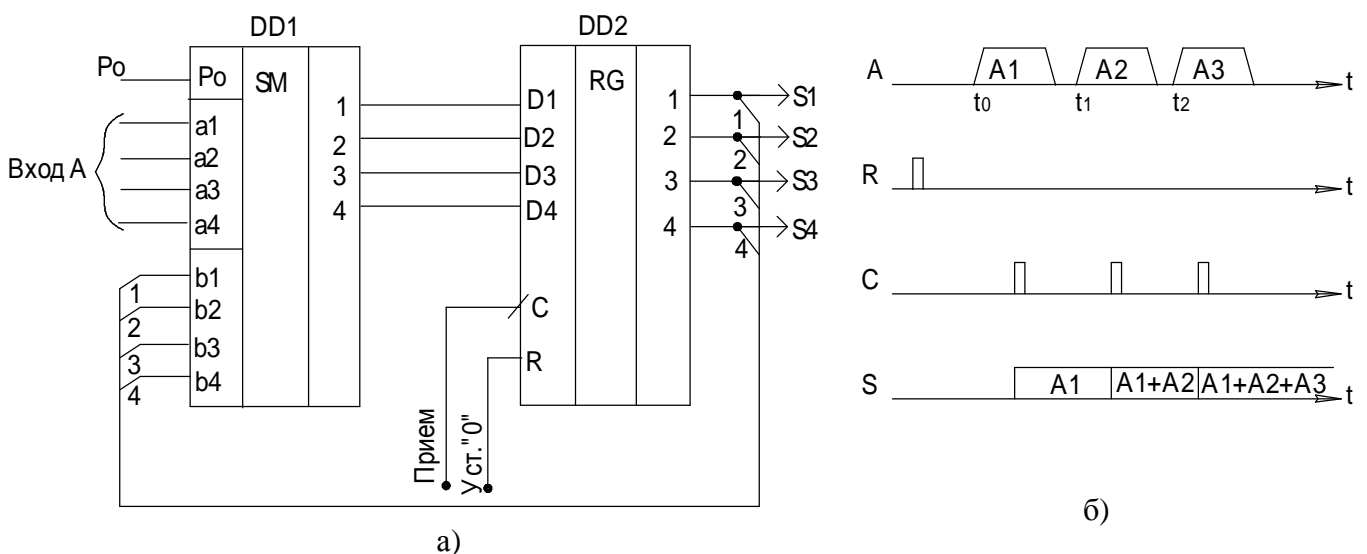 DD1
DD2
Po
Po
SM
Вход А
a1
a2
a3
a4
b1
b2
b3
b4
1
2
3
4
1
2
3
4
D1
D2
D3
D4
RG
C
R
1
2
3
4
1
2
3
4
S1
S2
S3
S4
Прием
Уст."0"
а)
A
A1
A2
A3
t
t0
t1
t2
R
t
C
t
S
A1
A1+A2
A1+A2+A3
t
б)